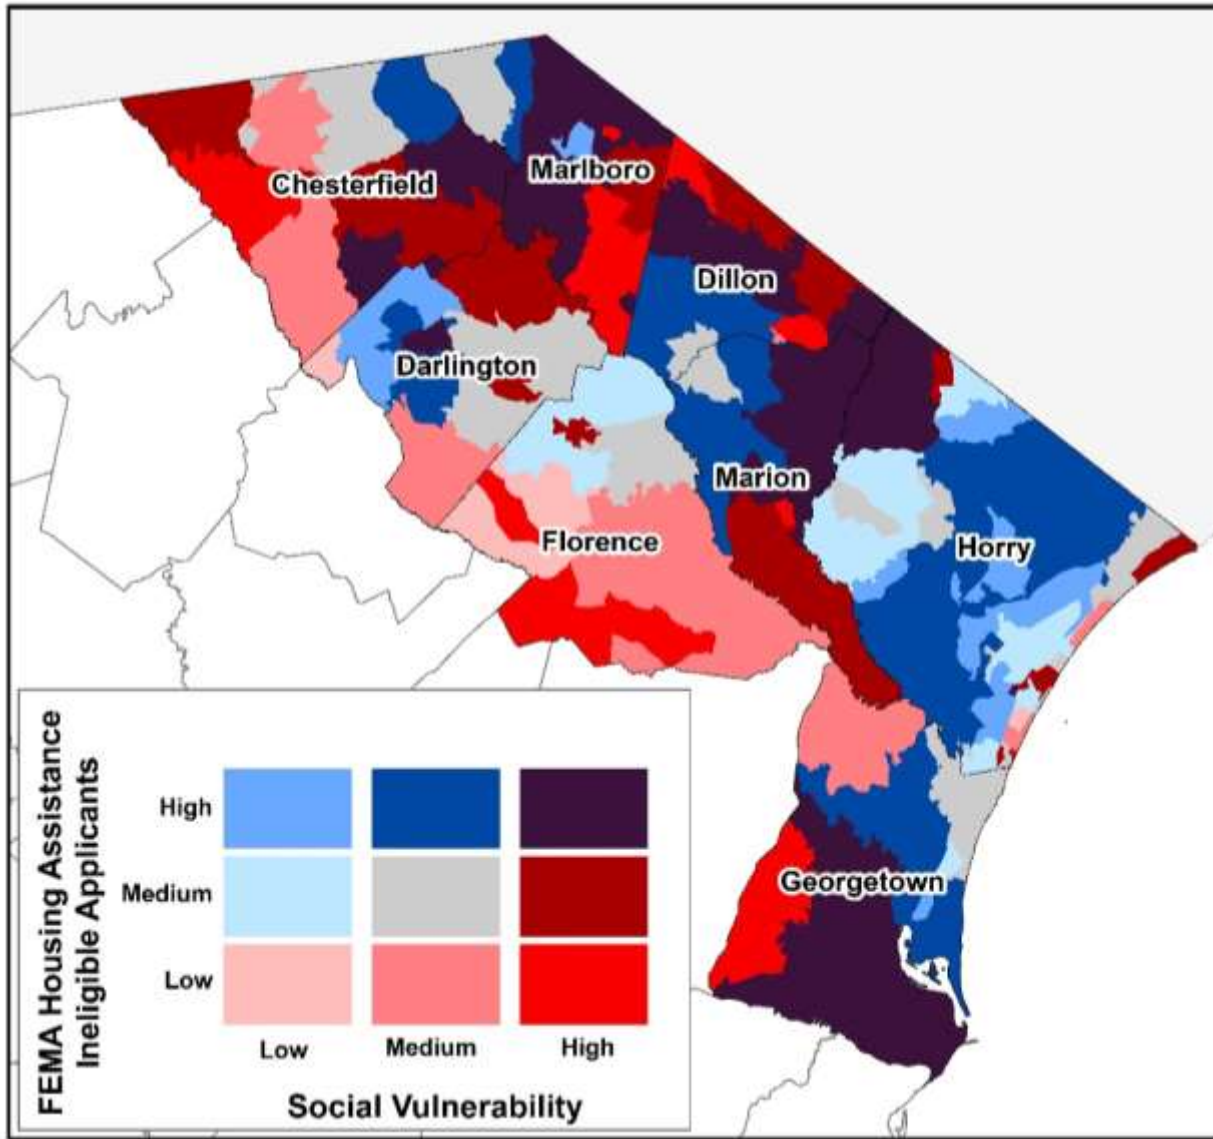 Chesterfield
Marlboro
Dillon
Darlington
Marion
Florence
Horry
Georgetown
FEMA Housing Assistance
Ineligible Applicants
High
Medium
Low
Low
Medium
High
Social Vulnerability